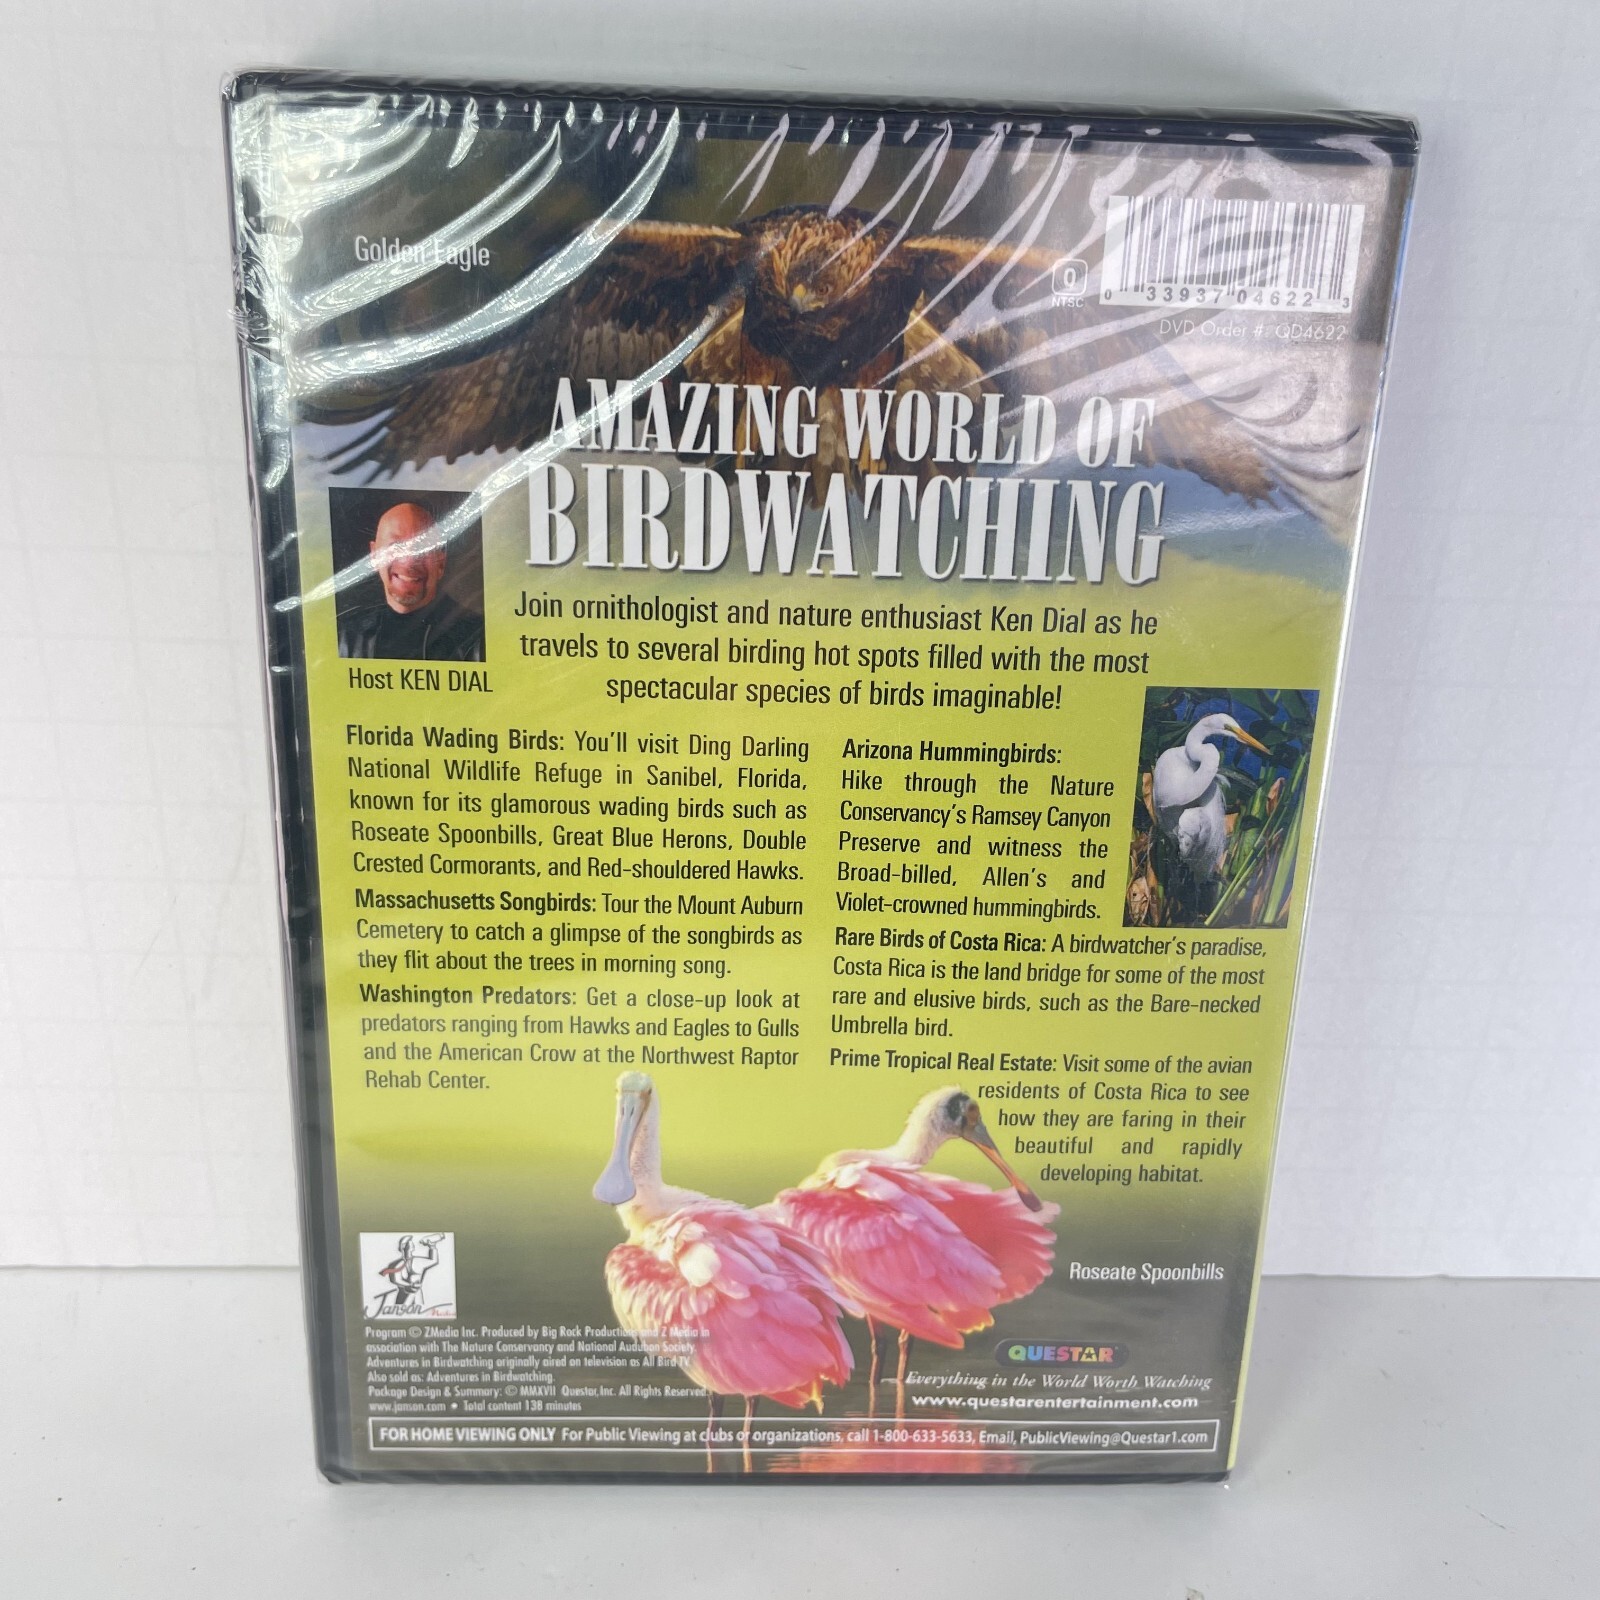 Golden Eagle
0 33937 04622 3
0
NTSC
DVD Order #: QD4622
AMAZING WORLD OF
BIRDWATCHING
Host KEN DIAL
Join ornithologist and nature enthusiast Ken Dial as he
travels to several birding hot spots filled with the most
spectacular species of birds imaginable!
Florida Wading Birds: You'll visit Ding Darling
National Wildlife Refuge in Sanibel, Florida,
known for its glamorous wading birds such as
Roseate Spoonbills, Great Blue Herons, Double
Crested Cormorants, and Red-shouldered Hawks.
Massachusetts Songbirds: Tour the Mount Auburn
Cemetery to catch a glimpse of the songbirds as
they flit about the trees in morning song.
Washington Predators: Get a close-up look at
predators ranging from Hawks and Eagles to Gulls
and the American Crow at the Northwest Raptor
Rehab Center.
Arizona Hummingbirds:
Hike through the Nature
Conservancy's Ramsey Canyon
Preserve and witness the
Broad-billed, Allen's and
Violet-crowned hummingbirds.
Rare Birds of Costa Rica: A birdwatcher's paradise,
Costa Rica is the land bridge for some of the most
rare and elusive birds, such as the Bare-necked
Umbrella bird.
Prime Tropical Real Estate: Visit some of the avian
residents of Costa Rica to see
how they are faring in their
beautiful and rapidly
developing habitat.
Roseate Spoonbills
Janson
Program © ZMedia Inc. Produced by Big Rock Productions and Z Media in
association with The Nature Conservancy and National Audubon Society.
Adventures in Birdwatching originally aired on television as All Bird TV.
Also sold as: Adventures in Birdwatching.
Package Design & Summary: © MMXVII Questar, Inc. All Rights Reserved.
www.janson.com • Total content 138 minutes
QUESTAR
Everything in the World Worth Watching
www.questarentertainment.com
FOR HOME VIEWING ONLY For Public Viewing at clubs or organizations, call 1-800-633-5633, Email, PublicViewing@Questar1.com